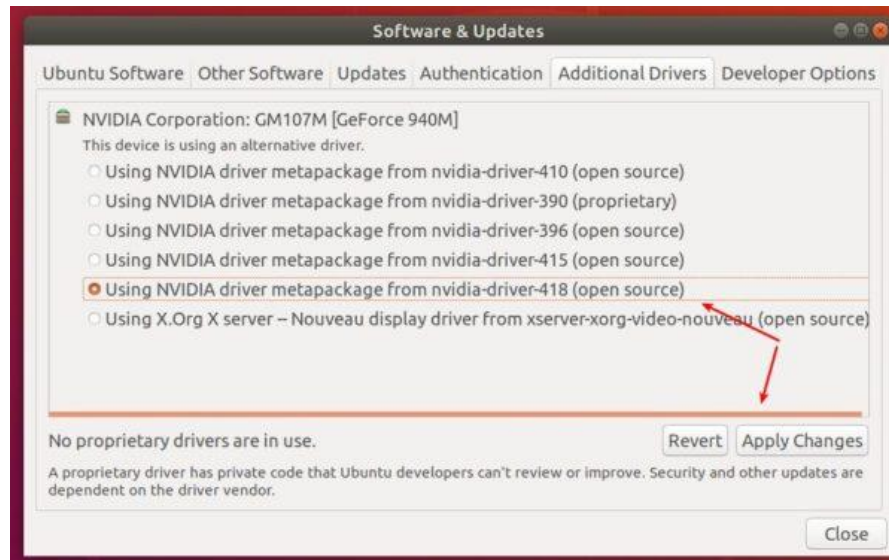 Software & Updates
Ubuntu Software Other Software Updates Authentication Additional Drivers Developer Options
NVIDIA Corporation: GM107M [GeForce 940M]
This device is using an alternative driver.
Using NVIDIA driver metapackage from nvidia-driver-410 (open source)
Using NVIDIA driver metapackage from nvidia-driver-390 (proprietary)
Using NVIDIA driver metapackage from nvidia-driver-396 (open source)
Using NVIDIA driver metapackage from nvidia-driver-415 (open source)
Using NVIDIA driver metapackage from nvidia-driver-418 (open source)
Using X.Org X server – Nouveau display driver from xserver-xorg-video-nouveau (open source)
No proprietary drivers are in use.
Revert Apply Changes
A proprietary driver has private code that Ubuntu developers can't review or improve. Security and other updates are
dependent on the driver vendor.
Close